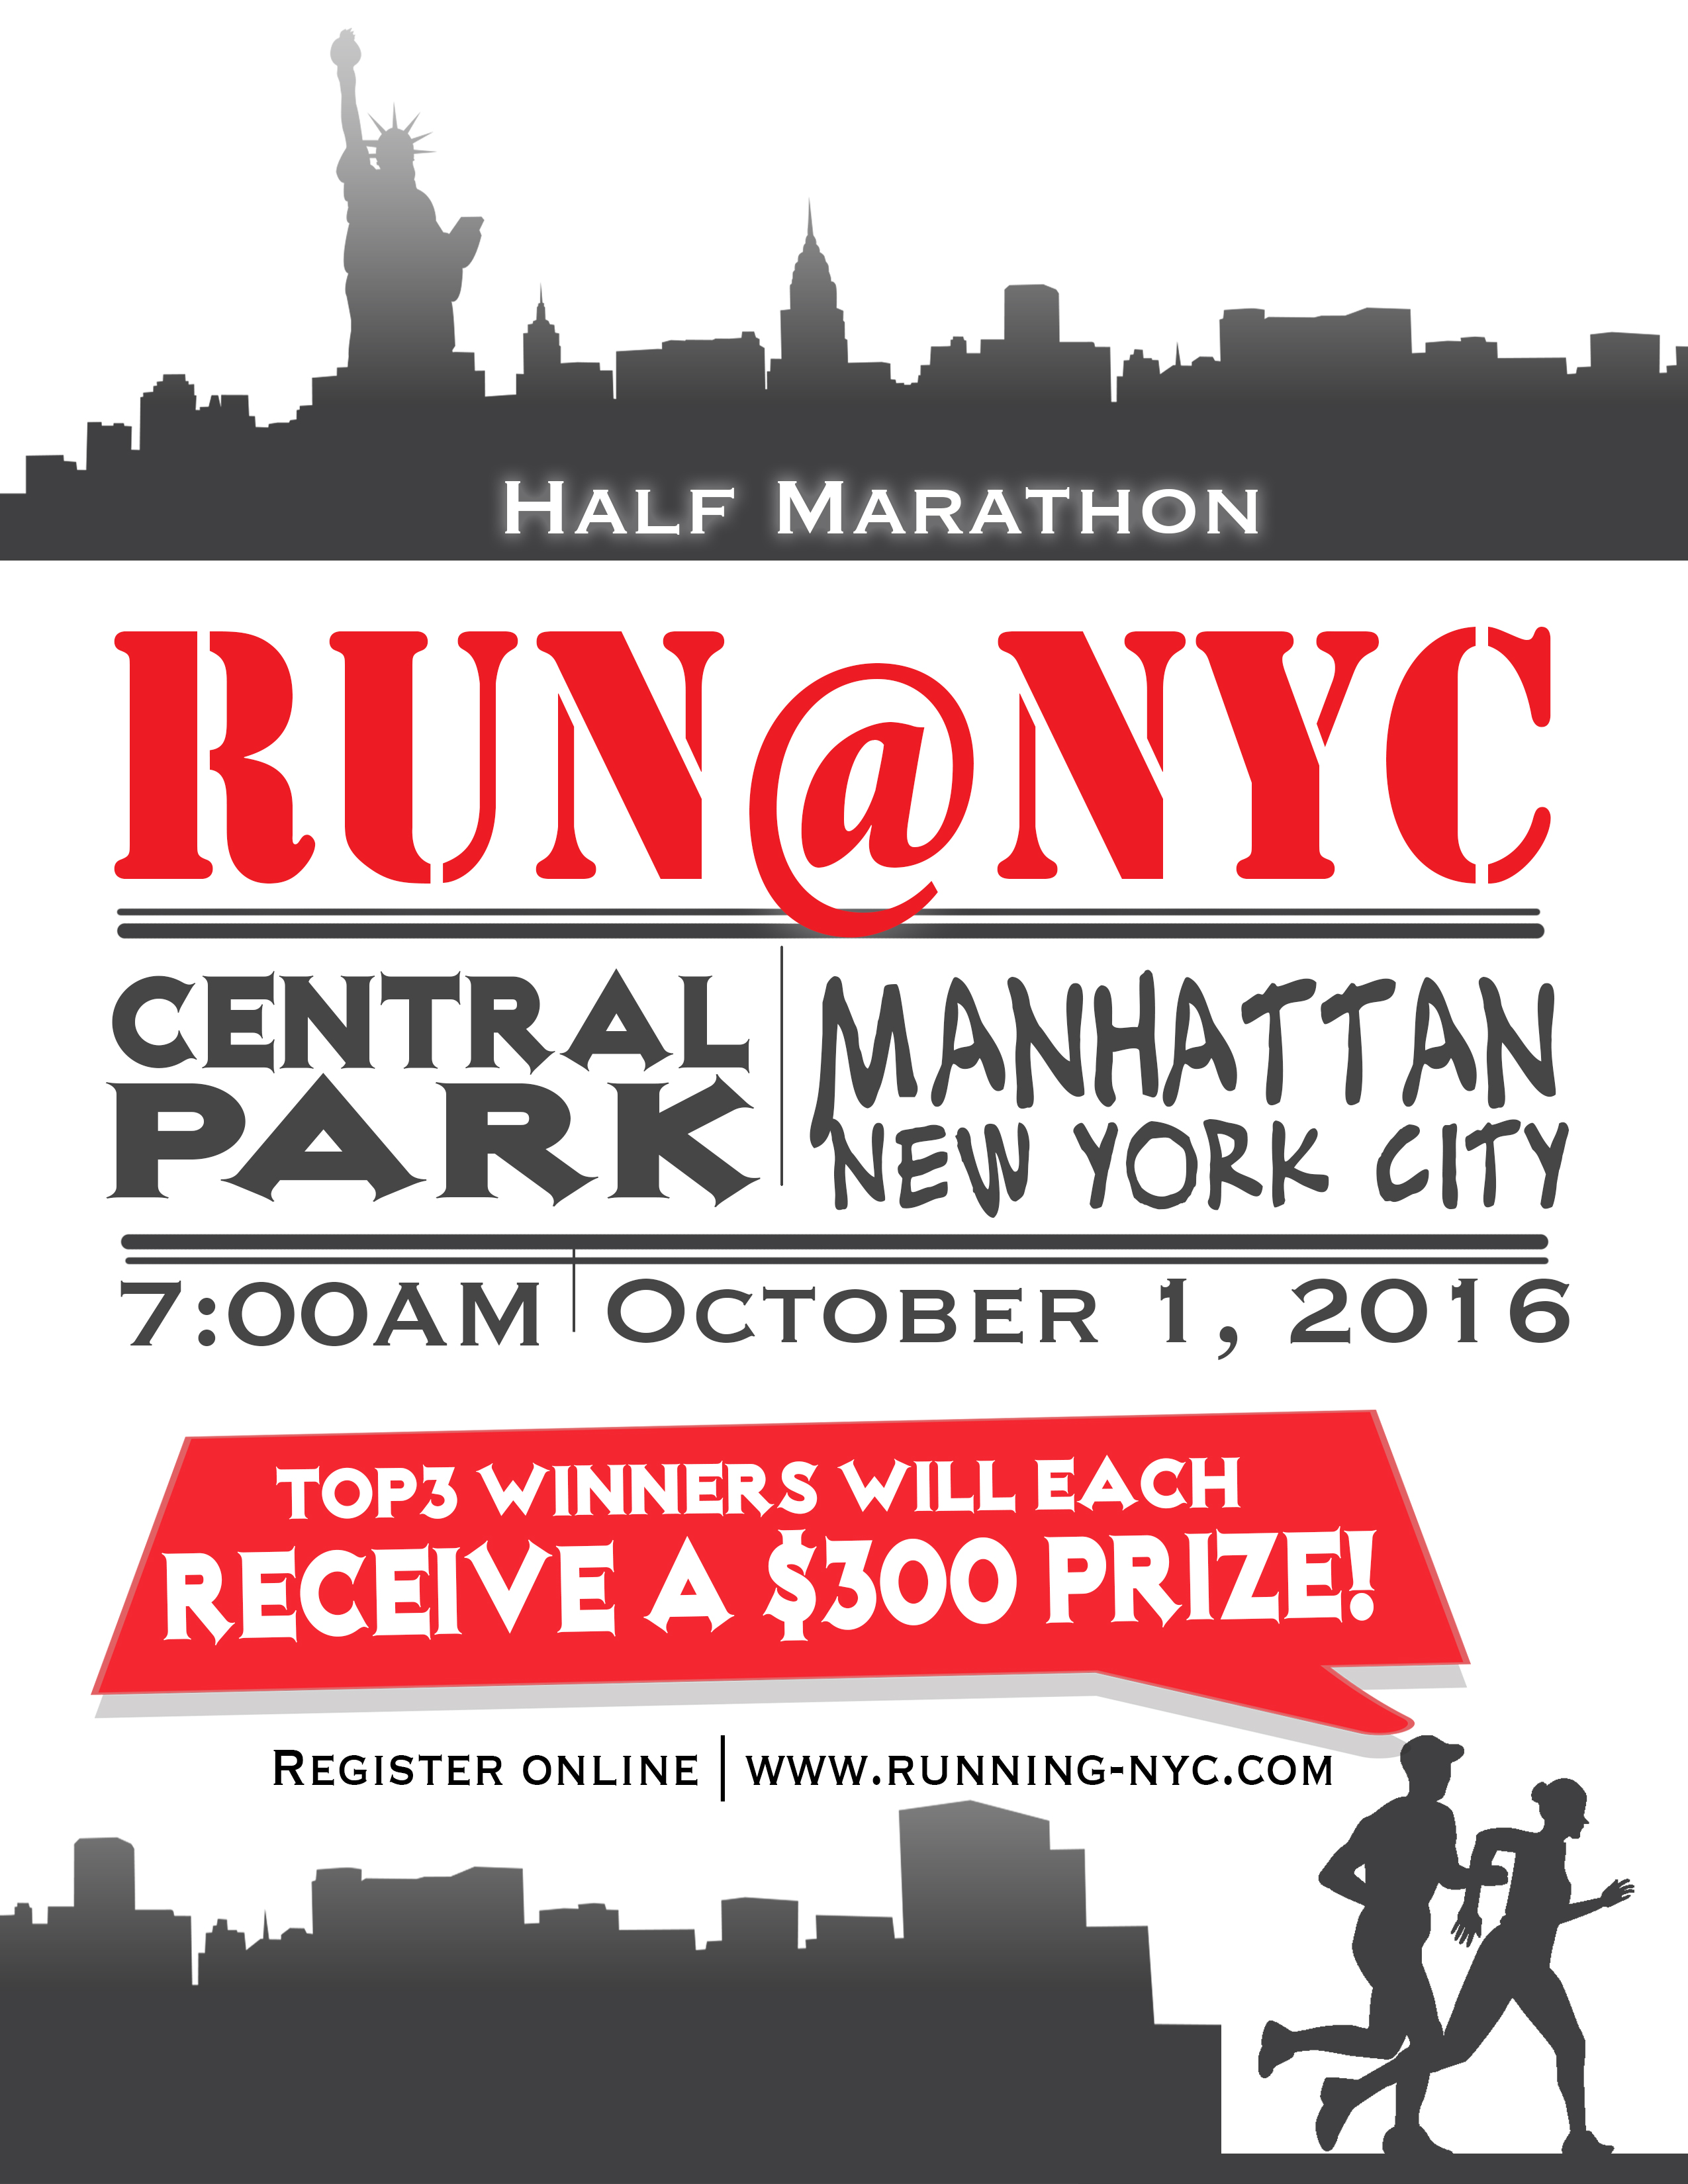 Half Marathon
RUN@NYC
CENTRAL
PARK
MANHATTAN
NEW YORK CITY
7:00AM
October 1, 2016
TOP3 WINNERS WILL EACH
RECEIVE A $300 PRIZE!
Register online | www.running-nyc.com